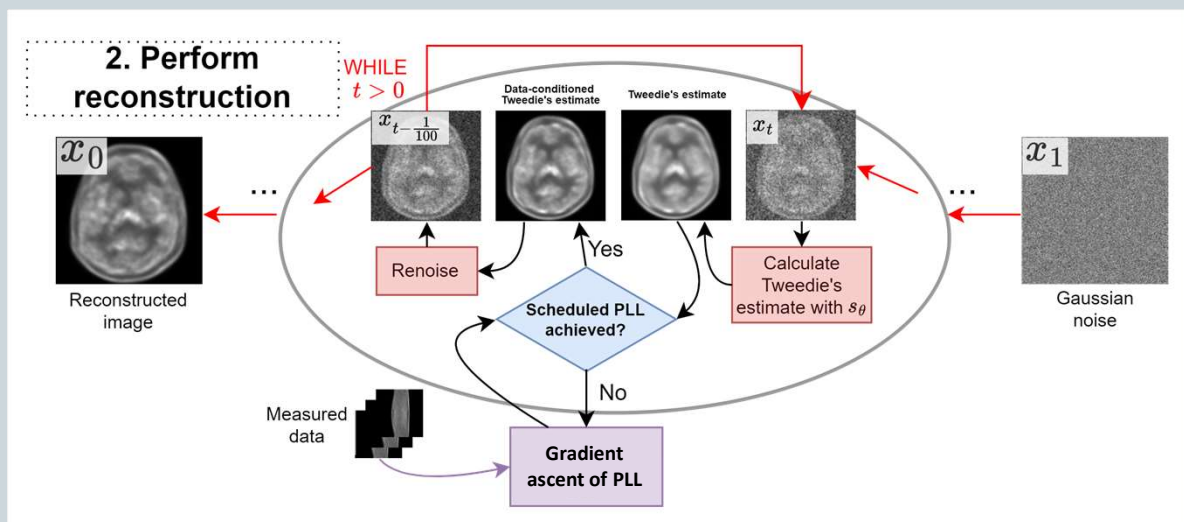 2. Perform
reconstruction
WHILE
t > 0
Data-conditioned
Tweedie's estimate
Tweedie's estimate
x_{t-\frac{1}{100}}
x_t
x_0
...
...
x_1
Yes
Renoise
Calculate
Tweedie's
estimate with s_θ
Scheduled PLL
achieved?
Reconstructed
image
Gaussian
noise
No
Measured
data
Gradient
ascent of PLL